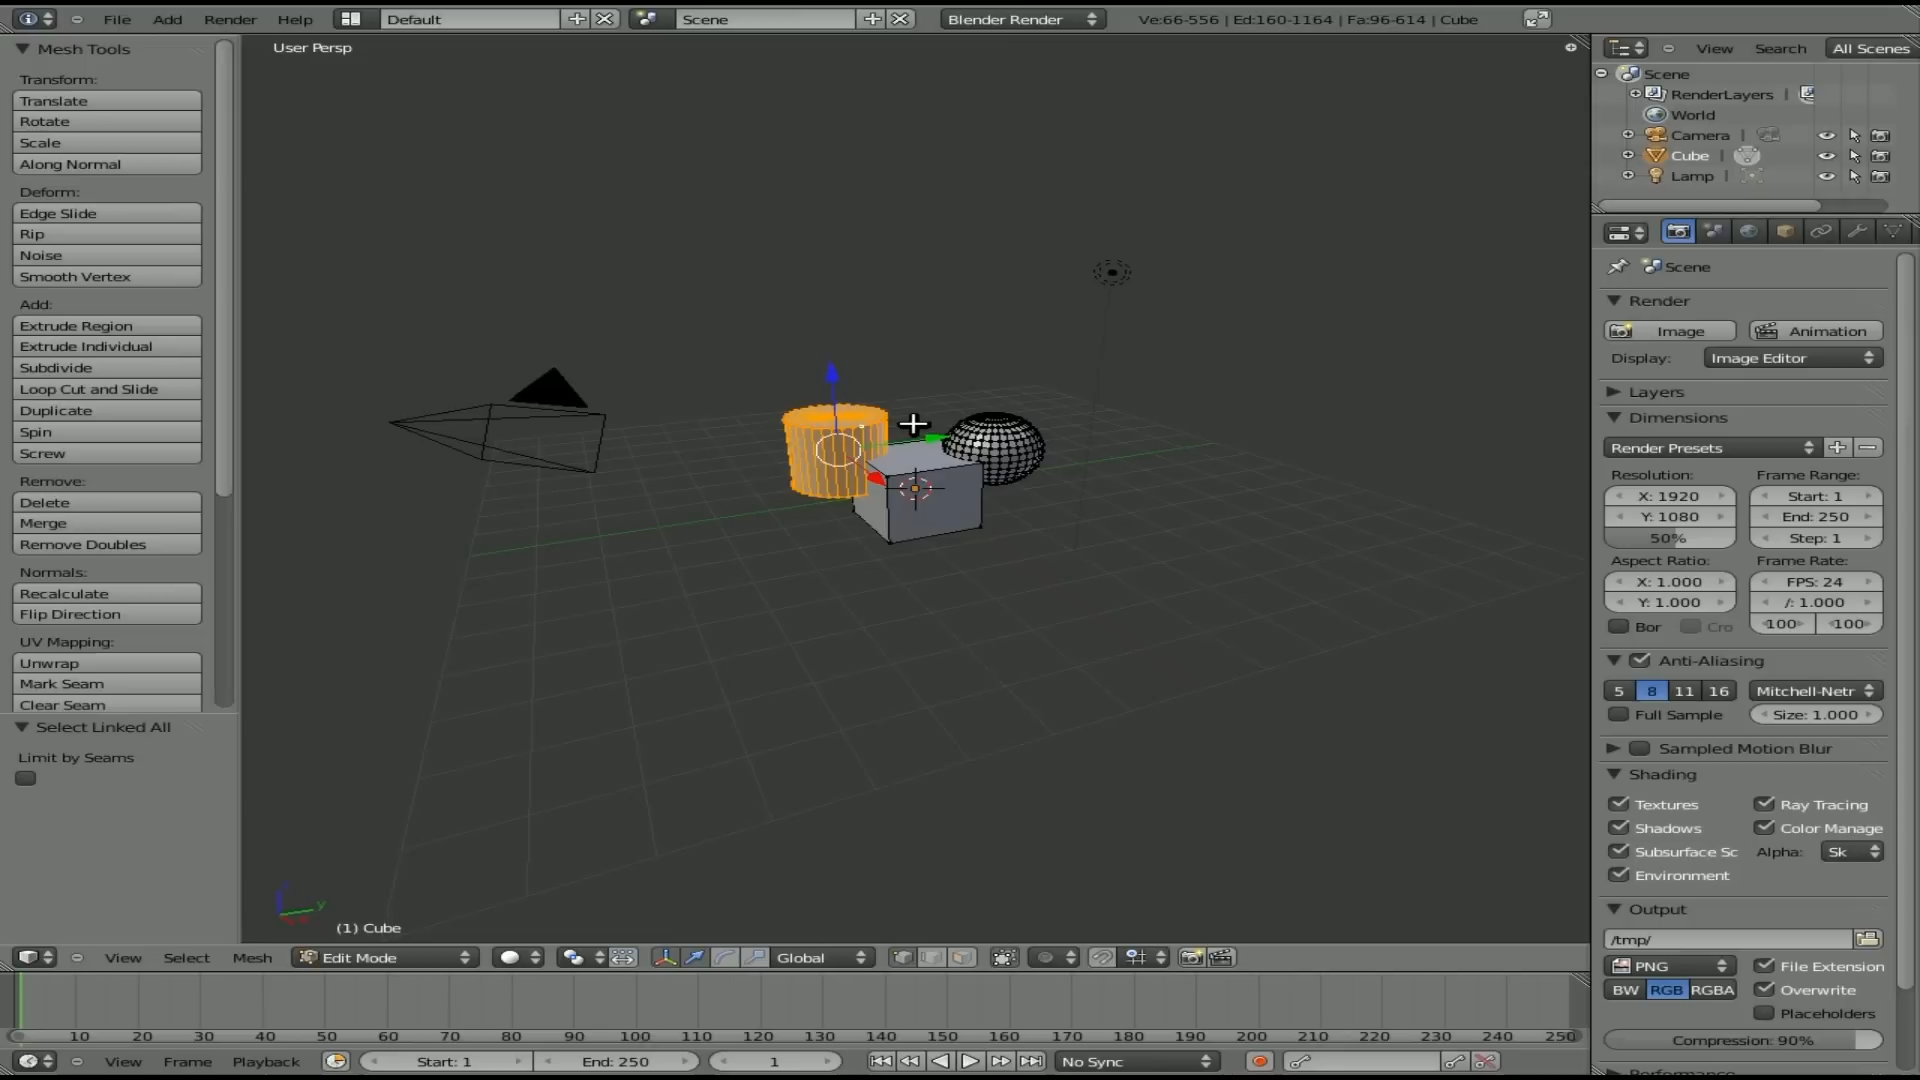 File Add Render Help Default Scene Blender Render Ve:66-556 | Ed:160-1164 | Fa:96-614 | Cube
Mesh Tools
Transform:
Translate
Rotate
Scale
Along Normal
Deform:
Edge Slide
Rip
Noise
Smooth Vertex
Add:
Extrude Region
Extrude Individual
Subdivide
Loop Cut and Slide
Duplicate
Spin
Screw
Remove:
Delete
Merge
Remove Doubles
Normals:
Recalculate
Flip Direction
UV Mapping:
Unwrap
Mark Seam
Clear Seam
Select Linked All
Limit by Seams
User Persp
y
(1) Cube
View Search All Scenes
Scene
RenderLayers |
World
Camera |
Cube |
Lamp |
Scene
Render
Image Animation
Display: Image Editor
Layers
Dimensions
Render Presets
Resolution: Frame Range:
X: 1920 Start: 1
Y: 1080 End: 250
50% Step: 1
Aspect Ratio: Frame Rate:
X: 1.000 FPS: 24
Y: 1.000 /: 1.000
Bor Cro 100 100
Anti-Aliasing
5 8 11 16 Mitchell-Netr
Full Sample Size: 1.000
Sampled Motion Blur
Shading
Textures Ray Tracing
Shadows Color Manage
Subsurface Sc Alpha: Sk
Environment
Output
/tmp/
PNG File Extension
BW RGB RGBA Overwrite
Placeholders
Compression: 90%
View Select Mesh Edit Mode Global
10 20 30 40 50 60 70 80 90 100 110 120 130 140 150 160 170 180 190 200 210 220 230 240 250
View Frame Playback Start: 1 End: 250 1 No Sync